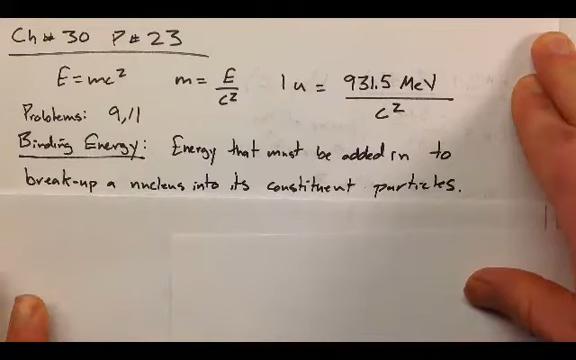 Ch # 30 P # 23
E = mc² m = E/c² 1 u = 931.5 MeV/c²
Problems: 9, 11
Binding Energy: Energy that must be added in to
break-up a nucleus into its constituent particles.